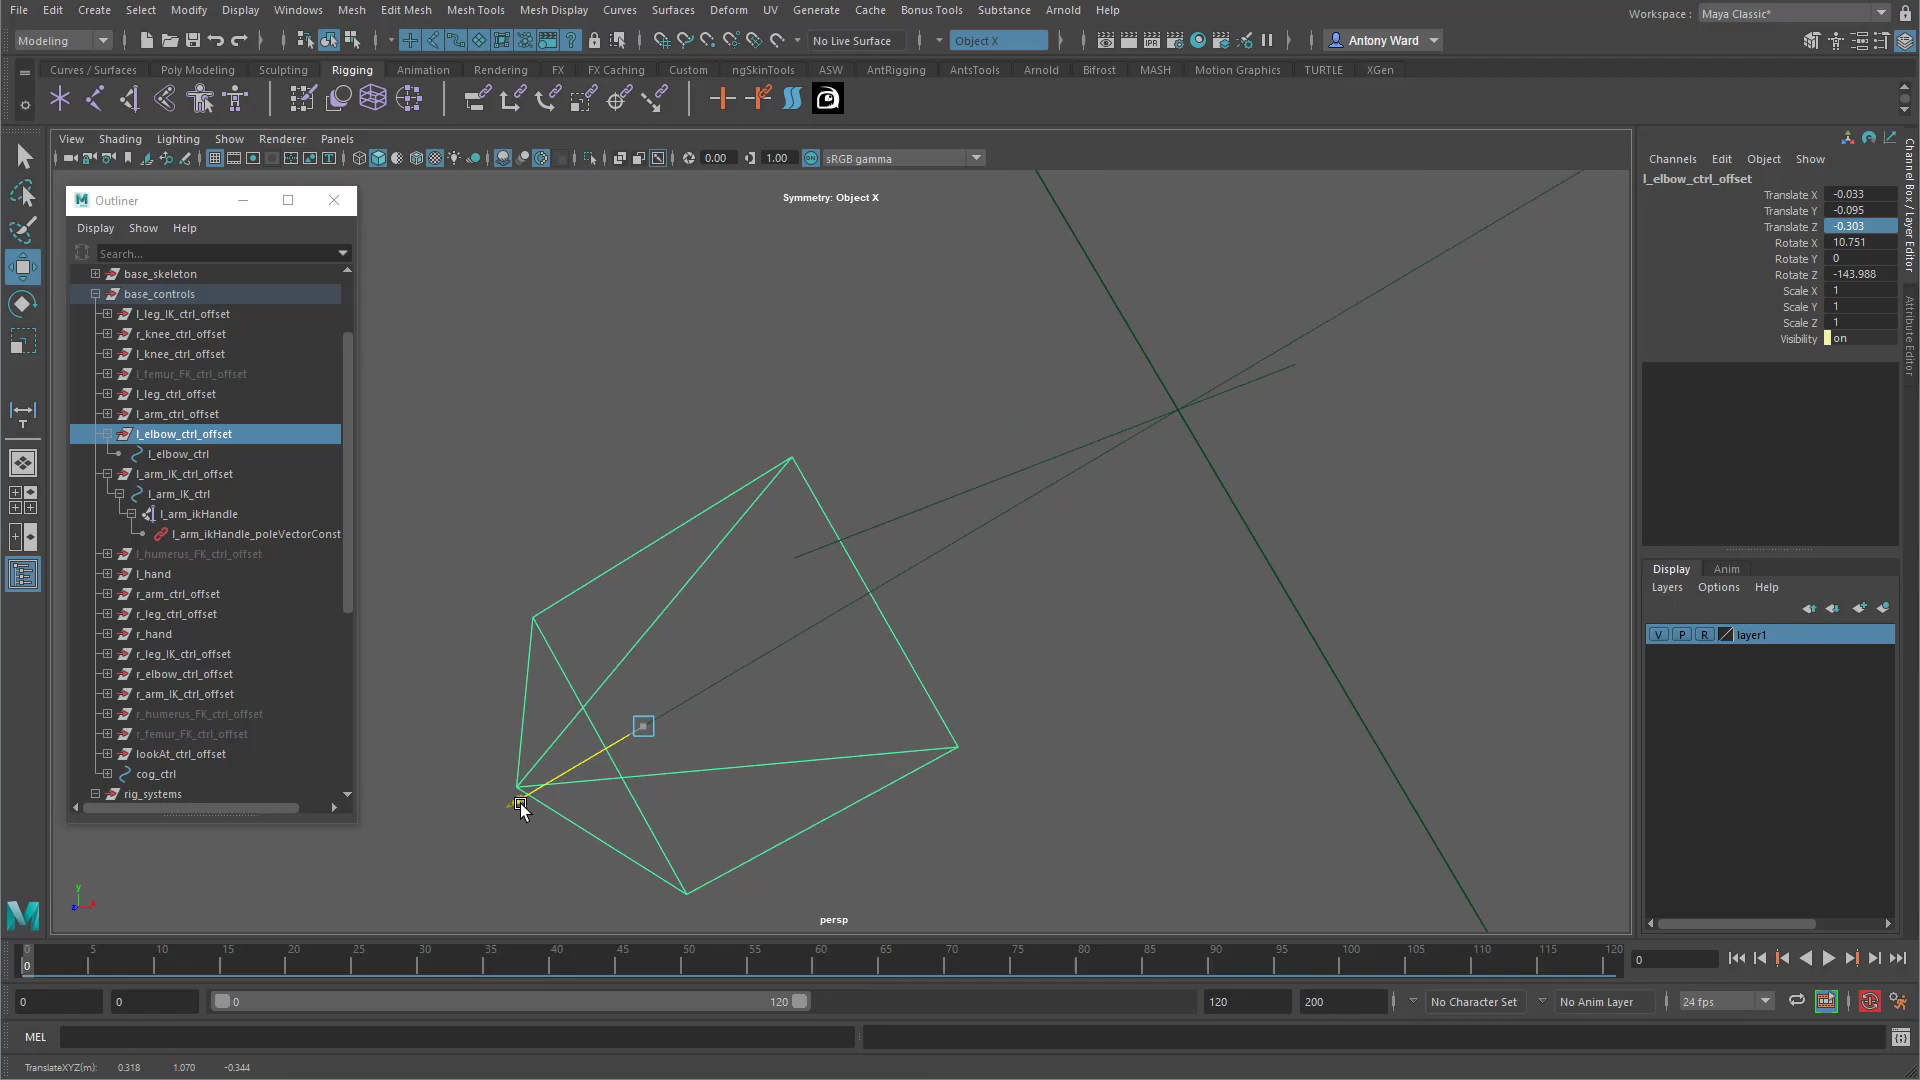 File Edit Create Select Modify Display Windows Mesh Edit Mesh Mesh Tools Mesh Display Curves Surfaces Deform UV Generate Cache Bonus Tools Substance Arnold Help
Workspace : Maya Classic*
Modeling No Live Surface Object X Antony Ward
Curves / Surfaces Poly Modeling Sculpting Rigging Animation Rendering FX FX Caching Custom ngSkinTools ASW AntRigging AntsTools Arnold Bifrost MASH Motion Graphics TURTLE XGen
View Shading Lighting Show Renderer Panels
0.00 1.00 sRGB gamma
Symmetry: Object X
Outliner
Display Show Help
Search...
base_skeleton
base_controls
l_leg_IK_ctrl_offset
r_knee_ctrl_offset
l_knee_ctrl_offset
l_femur_FK_ctrl_offset
l_leg_ctrl_offset
l_arm_ctrl_offset
l_elbow_ctrl_offset
l_elbow_ctrl
l_arm_IK_ctrl_offset
l_arm_IK_ctrl
l_arm_ikHandle
l_arm_ikHandle_poleVectorConst
l_humerus_FK_ctrl_offset
l_hand
r_arm_ctrl_offset
r_leg_ctrl_offset
r_hand
r_leg_IK_ctrl_offset
r_elbow_ctrl_offset
r_arm_IK_ctrl_offset
r_humerus_FK_ctrl_offset
r_femur_FK_ctrl_offset
lookAt_ctrl_offset
cog_ctrl
rig_systems
y
z x
persp
Channels Edit Object Show
l_elbow_ctrl_offset
Translate X -0.033
Translate Y -0.095
Translate Z -0.303
Rotate X 10.751
Rotate Y 0
Rotate Z -143.988
Scale X 1
Scale Y 1
Scale Z 1
Visibility on
Channel Box / Layer Editor
Attribute Editor
Display Anim
Layers Options Help
V P R layer1
0 5 10 15 20 25 30 35 40 45 50 55 60 65 70 75 80 85 90 95 100 105 110 115 120
0
0
0 0 0 120 120 200 No Character Set No Anim Layer 24 fps
MEL
TranslateXYZ(m): 0.318 1.070 -0.344